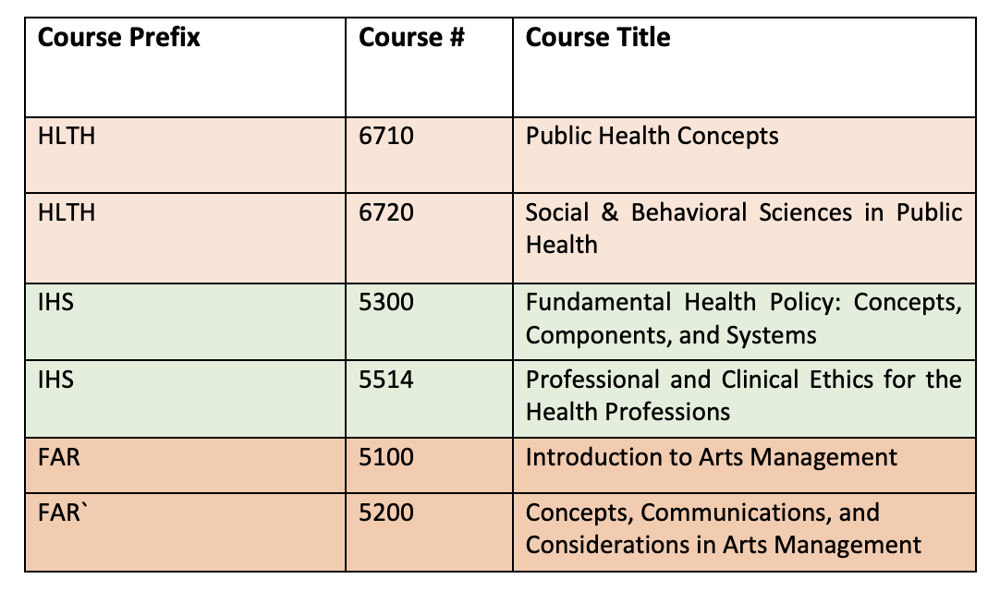 Course Prefix Course # Course Title
HLTH 6710 Public Health Concepts
HLTH 6720 Social & Behavioral Sciences in Public
Health
IHS 5300 Fundamental Health Policy: Concepts,
Components, and Systems
IHS 5514 Professional and Clinical Ethics for the
Health Professions
FAR 5100 Introduction to Arts Management
FAR` 5200 Concepts, Communications, and
Considerations in Arts Management